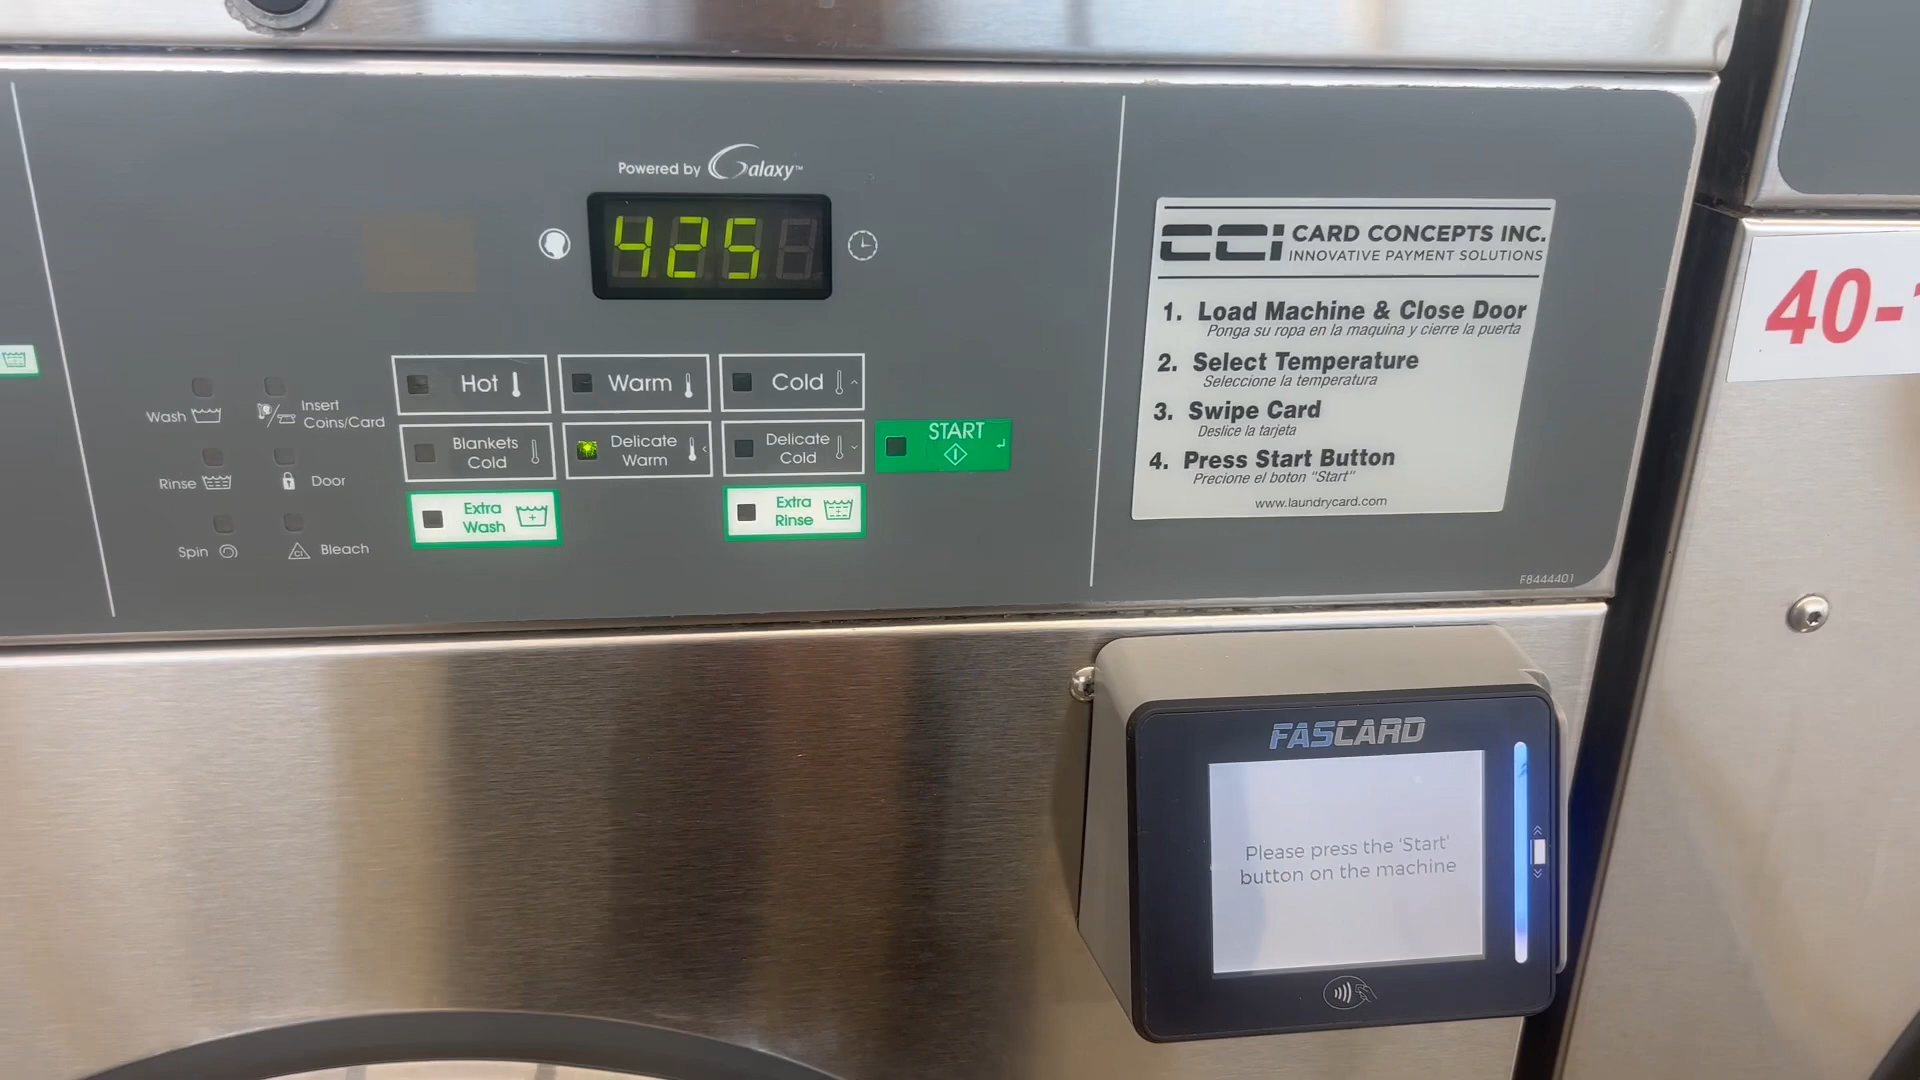 Powered by Galaxy™
425
Hot
Warm
Cold
Wash
Insert
Coins/Card
Blankets
Cold
Delicate
Warm
Delicate
Cold
START
Rinse
Door
Extra
Wash
Extra
Rinse
Spin
Bleach
CCI CARD CONCEPTS INC.
INNOVATIVE PAYMENT SOLUTIONS
1. Load Machine & Close Door
Ponga su ropa en la maquina y cierre la puerta
2. Select Temperature
Seleccione la temperatura
3. Swipe Card
Deslice la tarjeta
4. Press Start Button
Precione el boton "Start"
www.laundrycard.com
F8444401
40-
FASCARD
Please press the 'Start'
button on the machine